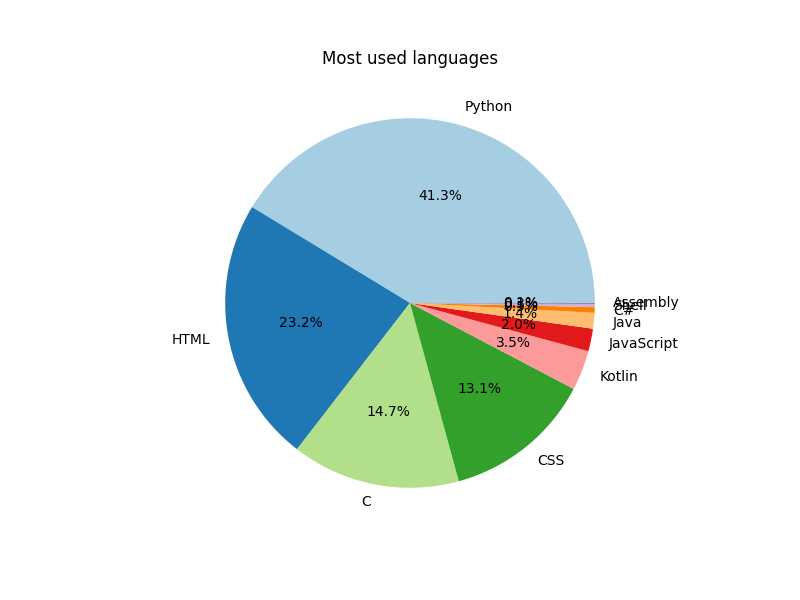 Most used languages
Python
41.3%
HTML
23.2%
C
14.7%
CSS
13.1%
Kotlin
3.5%
JavaScript
2.0%
Java
1.4%
C#
Shell
Assembly